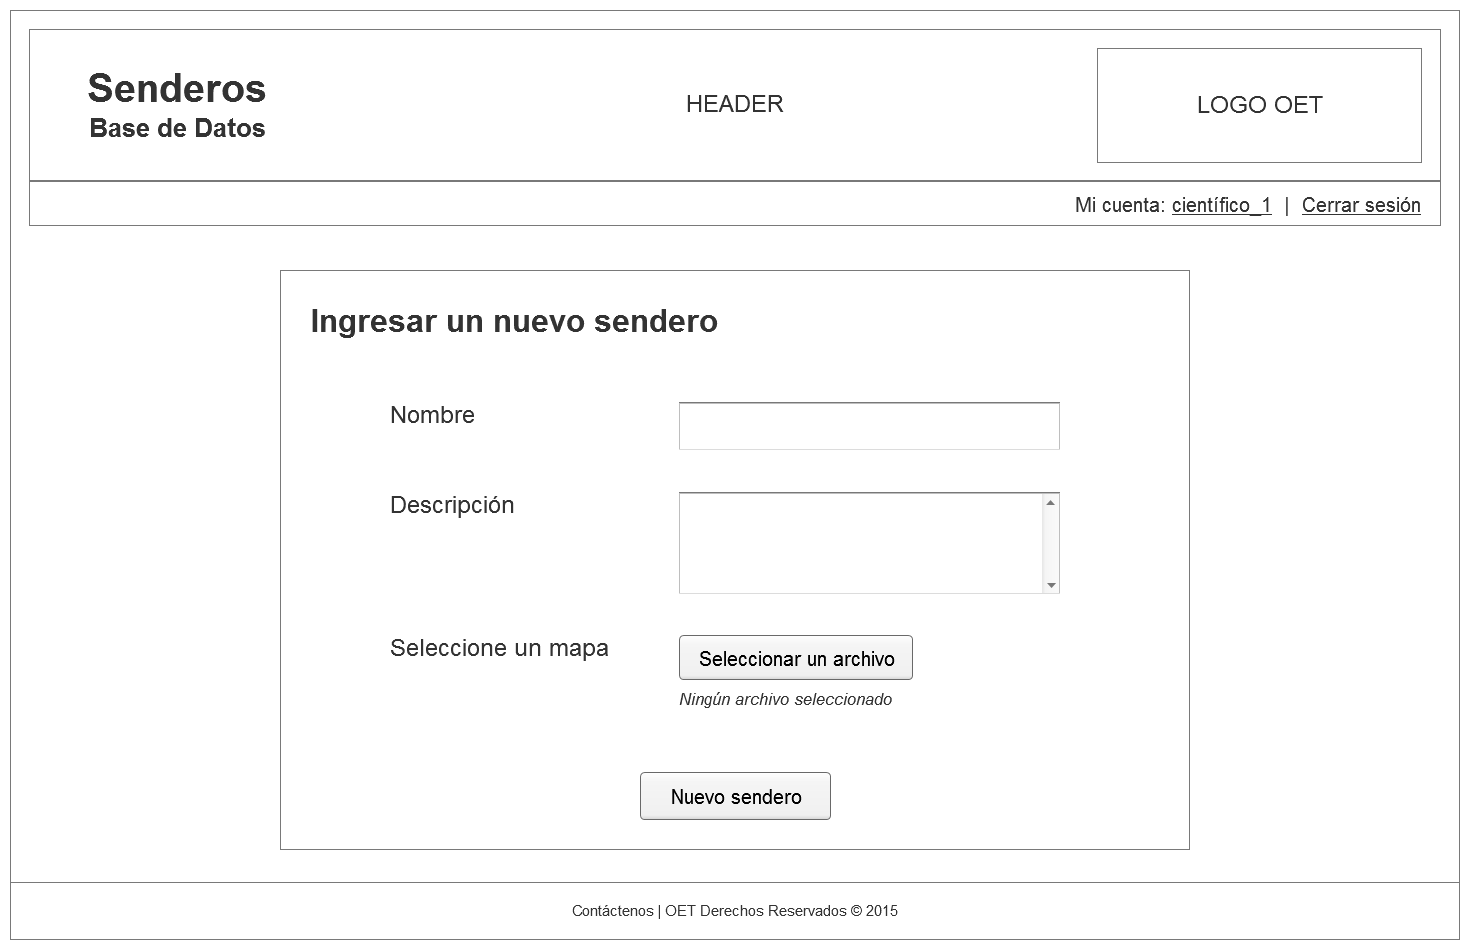 Senderos
Base de Datos
HEADER
LOGO OET
Mi cuenta: científico_1 | Cerrar sesión
Ingresar un nuevo sendero
Nombre
Descripción
Seleccione un mapa
Seleccionar un archivo
Ningún archivo seleccionado
Nuevo sendero
Contáctenos | OET Derechos Reservados © 2015